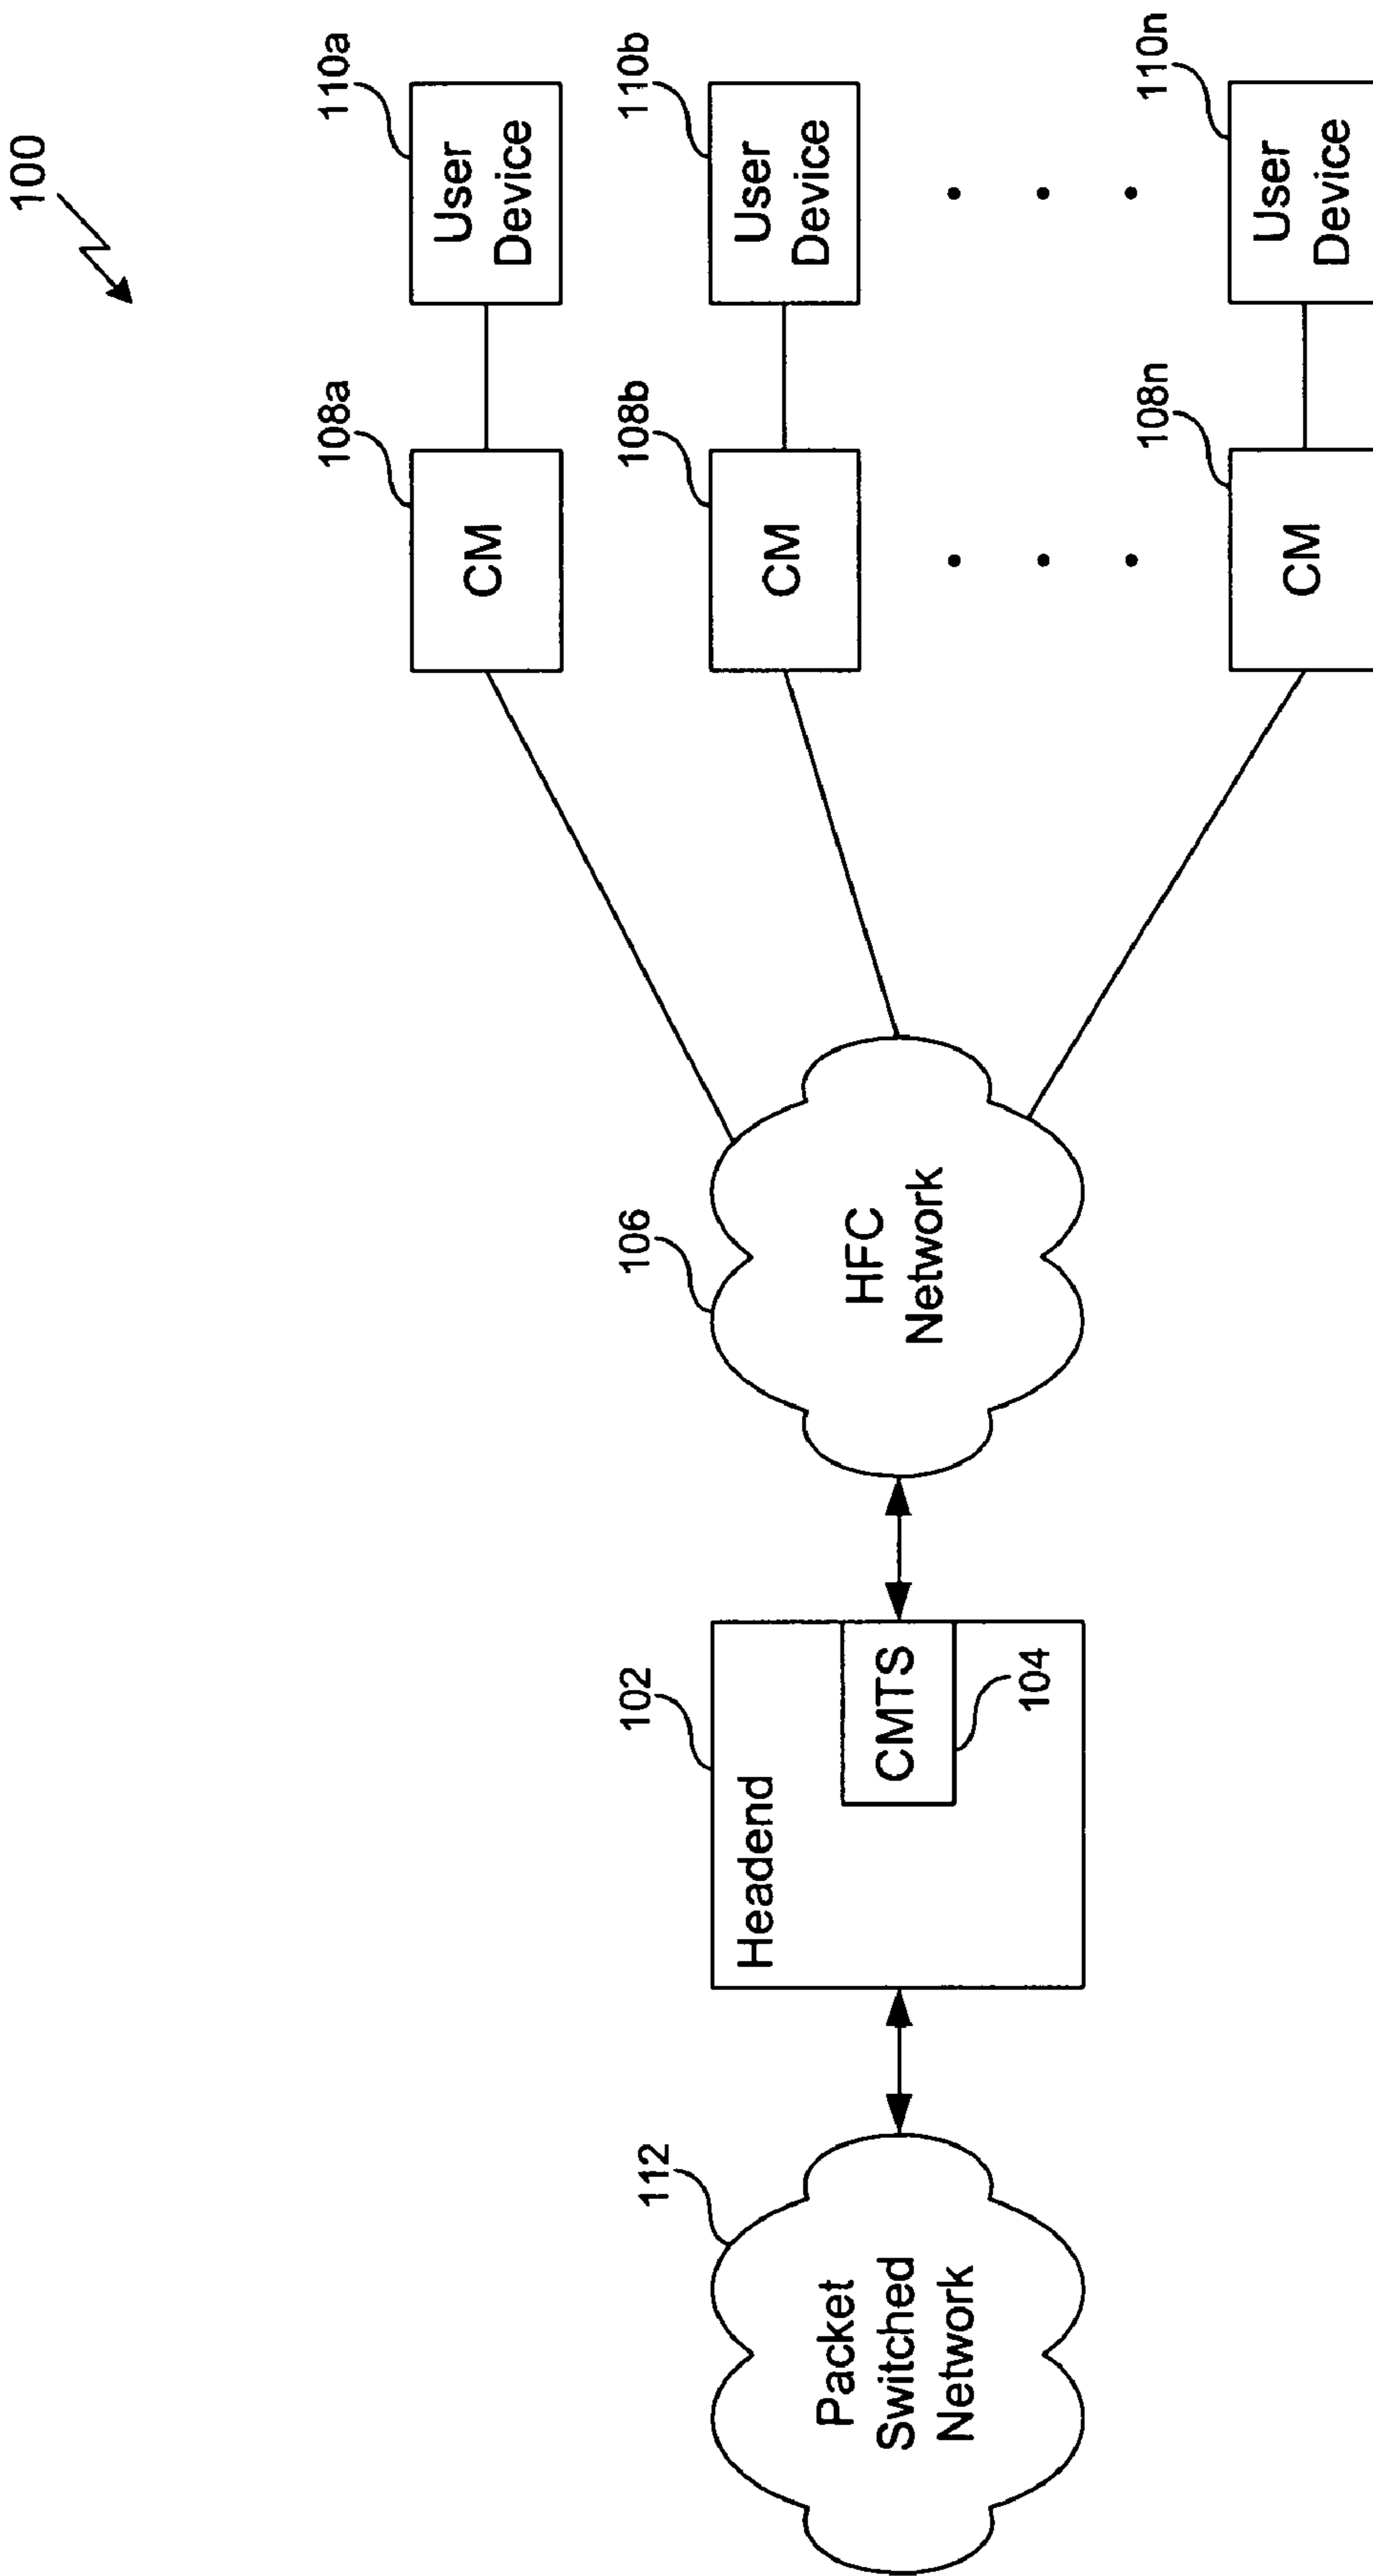 100
110a
User
Device
108a
CM
110b
User
Device
108b
CM
110n
User
Device
108n
CM
106
HFC
Network
102
Headend
CMTS
104
112
Packet
Switched
Network